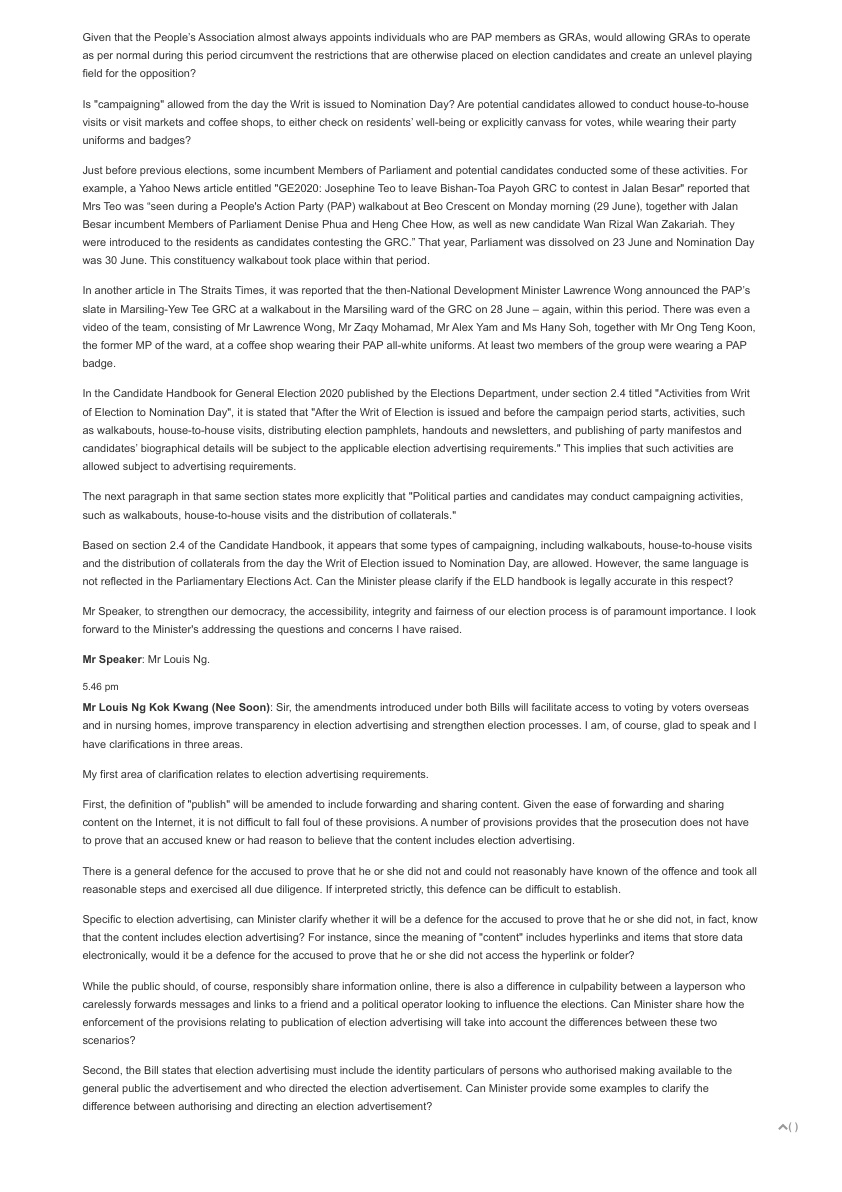 Given that the People’s Association almost always appoints individuals who are PAP members as GRAs, would allowing GRAs to operate
as per normal during this period circumvent the restrictions that are otherwise placed on election candidates and create an unlevel playing
field for the opposition?
Is "campaigning" allowed from the day the Writ is issued to Nomination Day? Are potential candidates allowed to conduct house-to-house
visits or visit markets and coffee shops, to either check on residents’ well-being or explicitly canvass for votes, while wearing their party
uniforms and badges?
Just before previous elections, some incumbent Members of Parliament and potential candidates conducted some of these activities. For
example, a Yahoo News article entitled "GE2020: Josephine Teo to leave Bishan-Toa Payoh GRC to contest in Jalan Besar" reported that
Mrs Teo was “seen during a People's Action Party (PAP) walkabout at Beo Crescent on Monday morning (29 June), together with Jalan
Besar incumbent Members of Parliament Denise Phua and Heng Chee How, as well as new candidate Wan Rizal Wan Zakariah. They
were introduced to the residents as candidates contesting the GRC.” That year, Parliament was dissolved on 23 June and Nomination Day
was 30 June. This constituency walkabout took place within that period.
In another article in The Straits Times, it was reported that the then-National Development Minister Lawrence Wong announced the PAP’s
slate in Marsiling-Yew Tee GRC at a walkabout in the Marsiling ward of the GRC on 28 June – again, within this period. There was even a
video of the team, consisting of Mr Lawrence Wong, Mr Zaqy Mohamad, Mr Alex Yam and Ms Hany Soh, together with Mr Ong Teng Koon,
the former MP of the ward, at a coffee shop wearing their PAP all-white uniforms. At least two members of the group were wearing a PAP
badge.
In the Candidate Handbook for General Election 2020 published by the Elections Department, under section 2.4 titled "Activities from Writ
of Election to Nomination Day", it is stated that "After the Writ of Election is issued and before the campaign period starts, activities, such
as walkabouts, house-to-house visits, distributing election pamphlets, handouts and newsletters, and publishing of party manifestos and
candidates’ biographical details will be subject to the applicable election advertising requirements." This implies that such activities are
allowed subject to advertising requirements.
The next paragraph in that same section states more explicitly that "Political parties and candidates may conduct campaigning activities,
such as walkabouts, house-to-house visits and the distribution of collaterals."
Based on section 2.4 of the Candidate Handbook, it appears that some types of campaigning, including walkabouts, house-to-house visits
and the distribution of collaterals from the day the Writ of Election issued to Nomination Day, are allowed. However, the same language is
not reflected in the Parliamentary Elections Act. Can the Minister please clarify if the ELD handbook is legally accurate in this respect?
Mr Speaker, to strengthen our democracy, the accessibility, integrity and fairness of our election process is of paramount importance. I look
forward to the Minister's addressing the questions and concerns I have raised.
Mr Speaker: Mr Louis Ng.
5.46 pm
Mr Louis Ng Kok Kwang (Nee Soon): Sir, the amendments introduced under both Bills will facilitate access to voting by voters overseas
and in nursing homes, improve transparency in election advertising and strengthen election processes. I am, of course, glad to speak and I
have clarifications in three areas.
My first area of clarification relates to election advertising requirements.
First, the definition of "publish" will be amended to include forwarding and sharing content. Given the ease of forwarding and sharing
content on the Internet, it is not difficult to fall foul of these provisions. A number of provisions provides that the prosecution does not have
to prove that an accused knew or had reason to believe that the content includes election advertising.
There is a general defence for the accused to prove that he or she did not and could not reasonably have known of the offence and took all
reasonable steps and exercised all due diligence. If interpreted strictly, this defence can be difficult to establish.
Specific to election advertising, can Minister clarify whether it will be a defence for the accused to prove that he or she did not, in fact, know
that the content includes election advertising? For instance, since the meaning of "content" includes hyperlinks and items that store data
electronically, would it be a defence for the accused to prove that he or she did not access the hyperlink or folder?
While the public should, of course, responsibly share information online, there is also a difference in culpability between a layperson who
carelessly forwards messages and links to a friend and a political operator looking to influence the elections. Can Minister share how the
enforcement of the provisions relating to publication of election advertising will take into account the differences between these two
scenarios?
Second, the Bill states that election advertising must include the identity particulars of persons who authorised making available to the
general public the advertisement and who directed the election advertisement. Can Minister provide some examples to clarify the
difference between authorising and directing an election advertisement?
( )